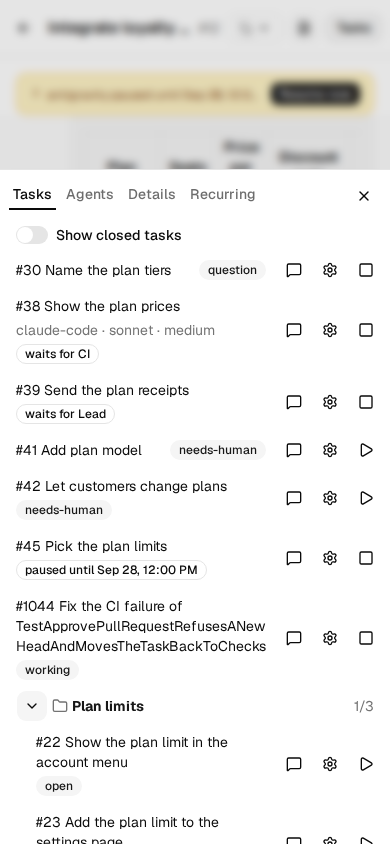 Tasks
Tasks Agents Details Recurring
Show closed tasks
#30 Name the plan tiers question
#38 Show the plan prices
claude-code · sonnet · medium
waits for CI
#39 Send the plan receipts
waits for Lead
#41 Add plan model needs-human
#42 Let customers change plans
needs-human
#45 Pick the plan limits
paused until Sep 28, 12:00 PM
#1044 Fix the CI failure of
TestApprovePullRequestRefusesANew
HeadAndMovesTheTaskBackToChecks
working
Plan limits 1/3
#22 Show the plan limit in the
account menu
open
#23 Add the plan limit to the
settings page